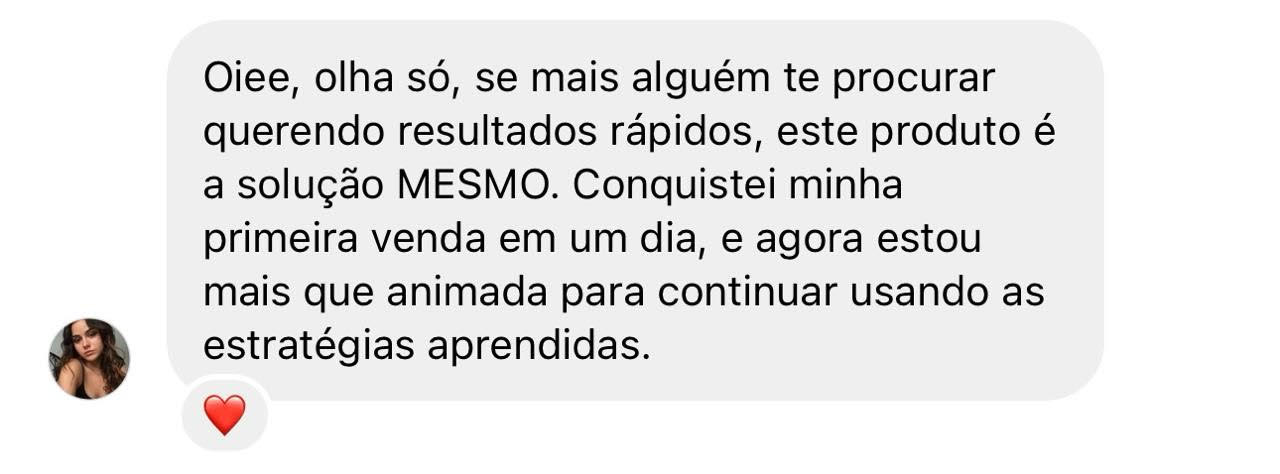 Oiee, olha só, se mais alguém te procurar
querendo resultados rápidos, este produto é
a solução MESMO. Conquistei minha
primeira venda em um dia, e agora estou
mais que animada para continuar usando as
estratégias aprendidas.